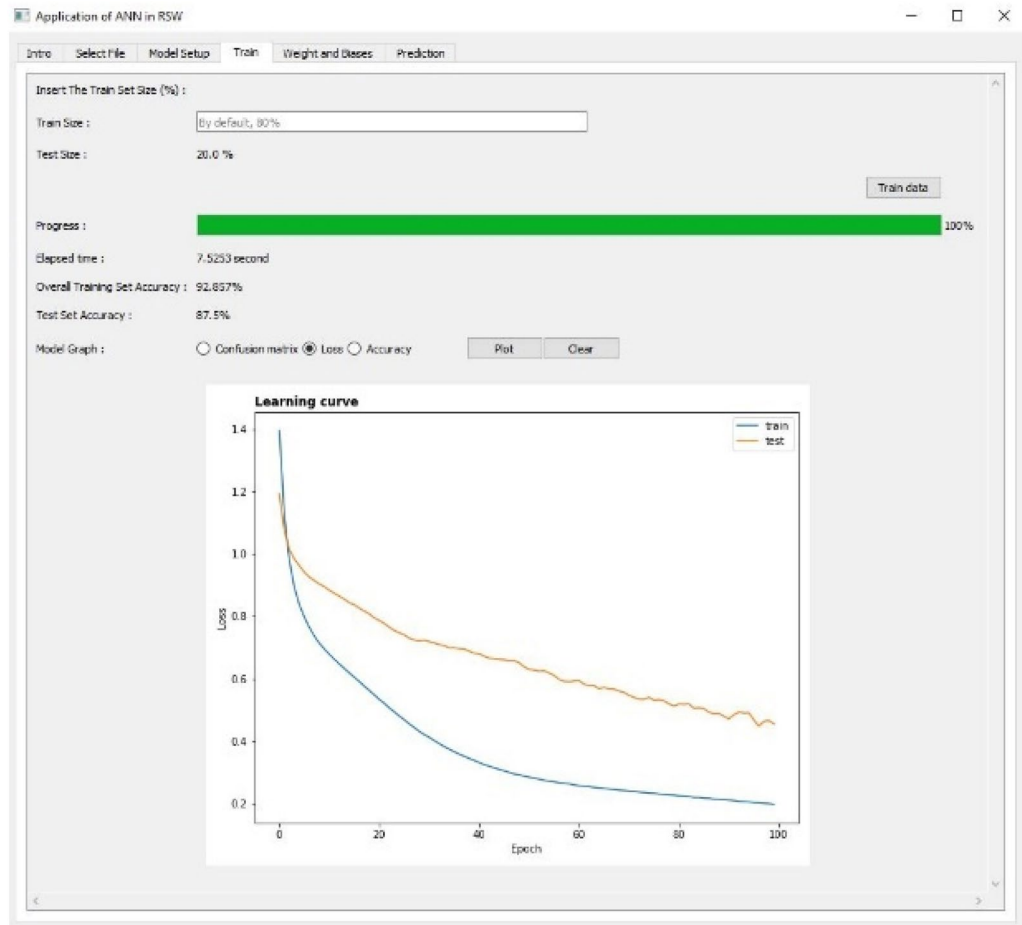 Application of ANN in RSW
Intro Select File Model Setup Train Weight and Biases Prediction
Insert The Train Set Size (%) :
Train Size : By default, 80%
Test Size : 20.0 %
Train data
Progress : 100%
Elapsed time : 7.5253 second
Overall Training Set Accuracy : 92.857%
Test Set Accuracy : 87.5%
Model Graph : Confusion matrix Loss Accuracy Plot Clear
Learning curve
train
test
1.4
1.2
1.0
0.8
0.6
0.4
0.2
Loss
0 20 40 60 80 100
Epoch